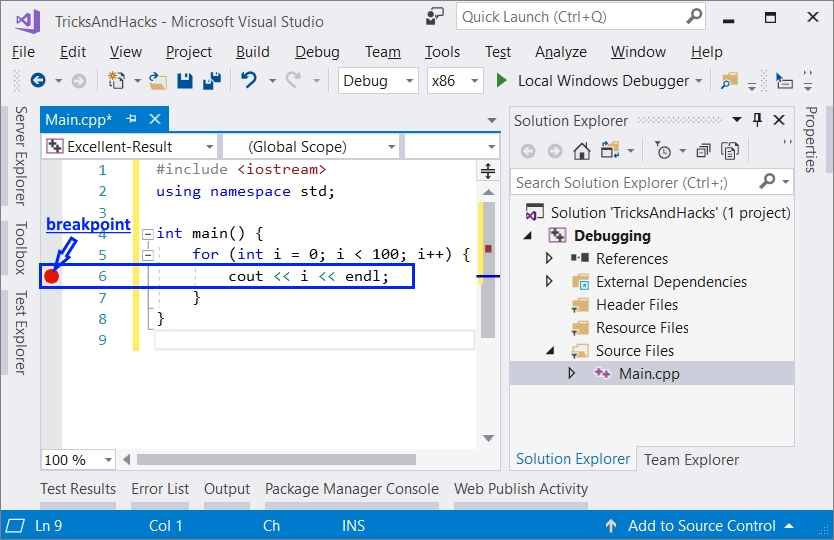 TricksAndHacks - Microsoft Visual Studio
Quick Launch (Ctrl+Q)
File Edit View Project Build Debug Team Tools Test Analyze Window Help
Debug x86 Local Windows Debugger
Server Explorer
Toolbox
Test Explorer
Main.cpp*
Excellent-Result (Global Scope)
1 #include <iostream>
2 using namespace std;
3
breakpoint
4 int main() {
5 for (int i = 0; i < 100; i++) {
6 cout << i << endl;
7 }
8 }
9
100 %
Solution Explorer
Search Solution Explorer (Ctrl+;)
Solution 'TricksAndHacks' (1 project)
Debugging
References
External Dependencies
Header Files
Resource Files
Source Files
Main.cpp
Solution Explorer Team Explorer
Properties
Test Results Error List Output Package Manager Console Web Publish Activity
Ln 9 Col 1 Ch INS Add to Source Control